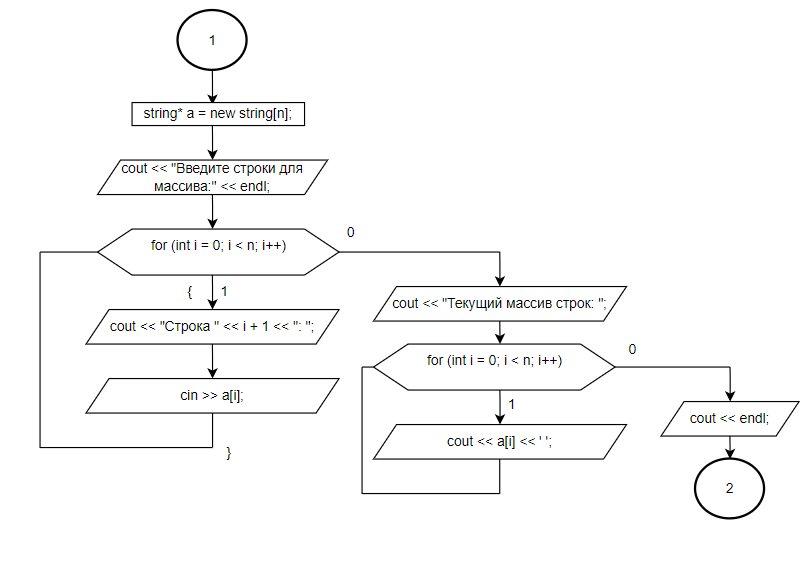 1
string* a = new string[n];
cout << "Введите строки для
массива:" << endl;
for (int i = 0; i < n; i++)
0
{
1
cout << "Строка " << i + 1 << ": ";
cin >> a[i];
}
cout << "Текущий массив строк: ";
for (int i = 0; i < n; i++)
0
1
cout << a[i] << ' ';
cout << endl;
2